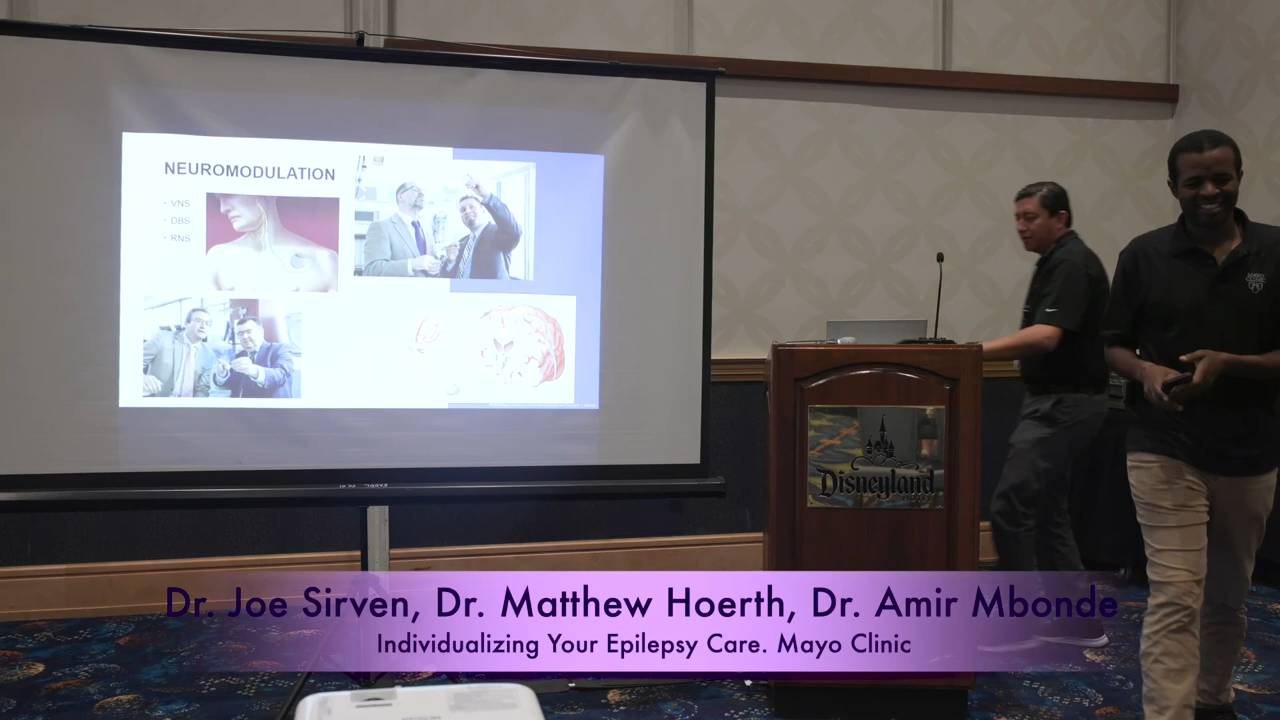 NEUROMODULATION
• VNS
• DBS
• RNS
Disneyland
Dr. Joe Sirven, Dr. Matthew Hoerth, Dr. Amir Mbonde
Individualizing Your Epilepsy Care. Mayo Clinic